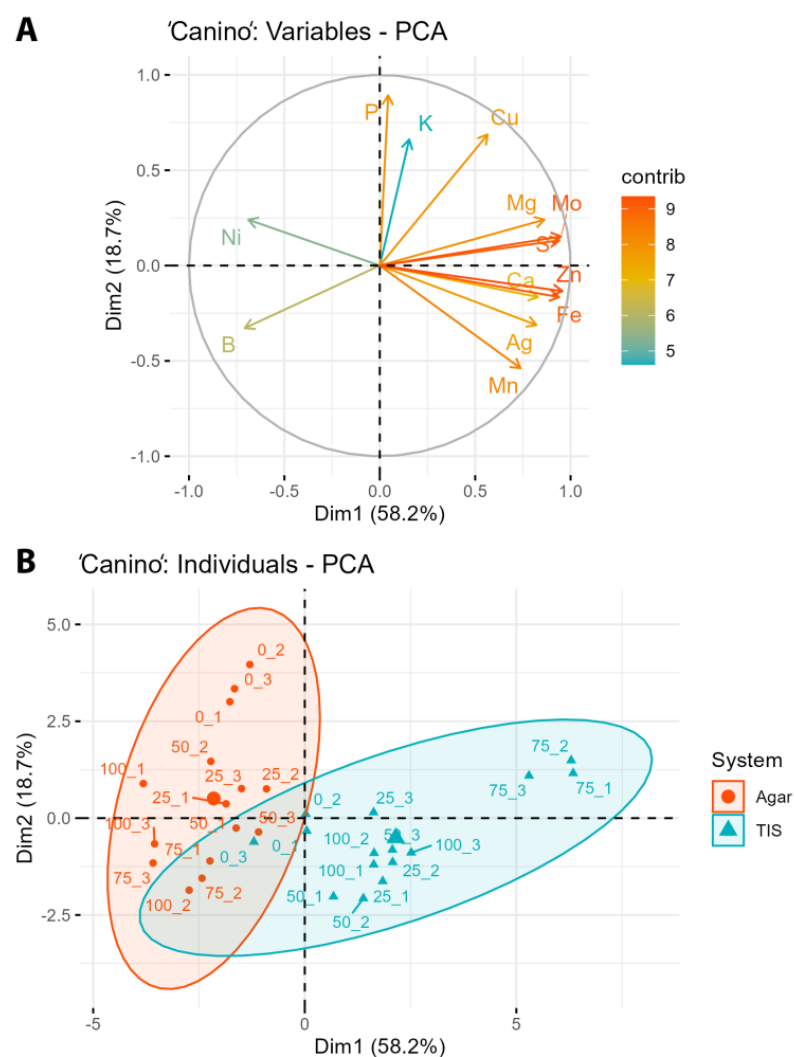 A
‘Canino‘: Variables - PCA
1.0
0.5
0.0
-0.5
-1.0
Dim2 (18.7%)
P
K
Cu
Mg
Mo
S
Ni
Zn
Ca
Fe
B
Ag
Mn
contrib
9
8
7
6
5
-1.0 -0.5 0.0 0.5 1.0
Dim1 (58.2%)
B
‘Canino‘: Individuals - PCA
5.0
2.5
0.0
-2.5
Dim2 (18.7%)
0_2
0_3
0_1
50_2
75_2
100_1
25_3 25_2
75_3 75_1
25_1
0_2
25_3
100_3
50_1
50_3
75_1
0_3
0_1
100_2
_3
100_3
75_3
75_2
100_1
25_2
100_2
50_1
25_1
50_2
System
Agar
TIS
-5 0 5
Dim1 (58.2%)